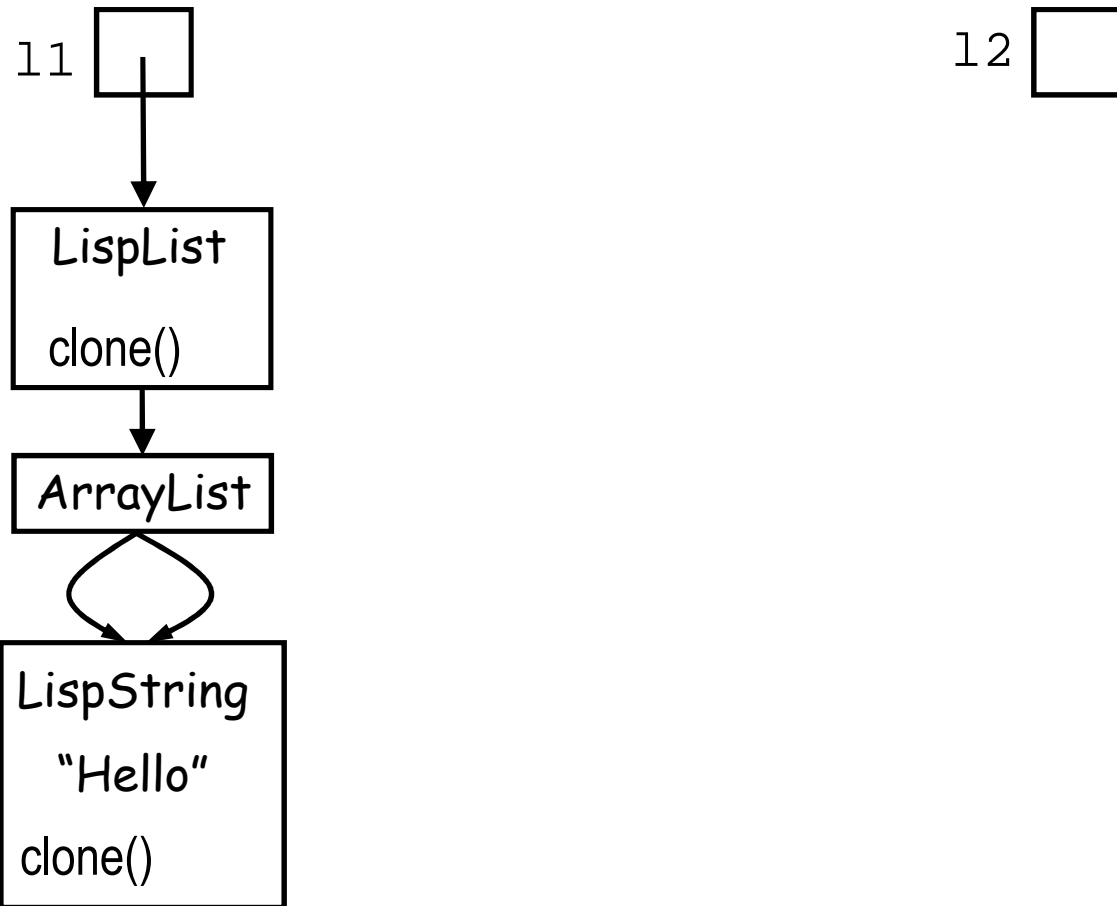 l1
l2
LispList
clone()
ArrayList
LispString
“Hello”
clone()